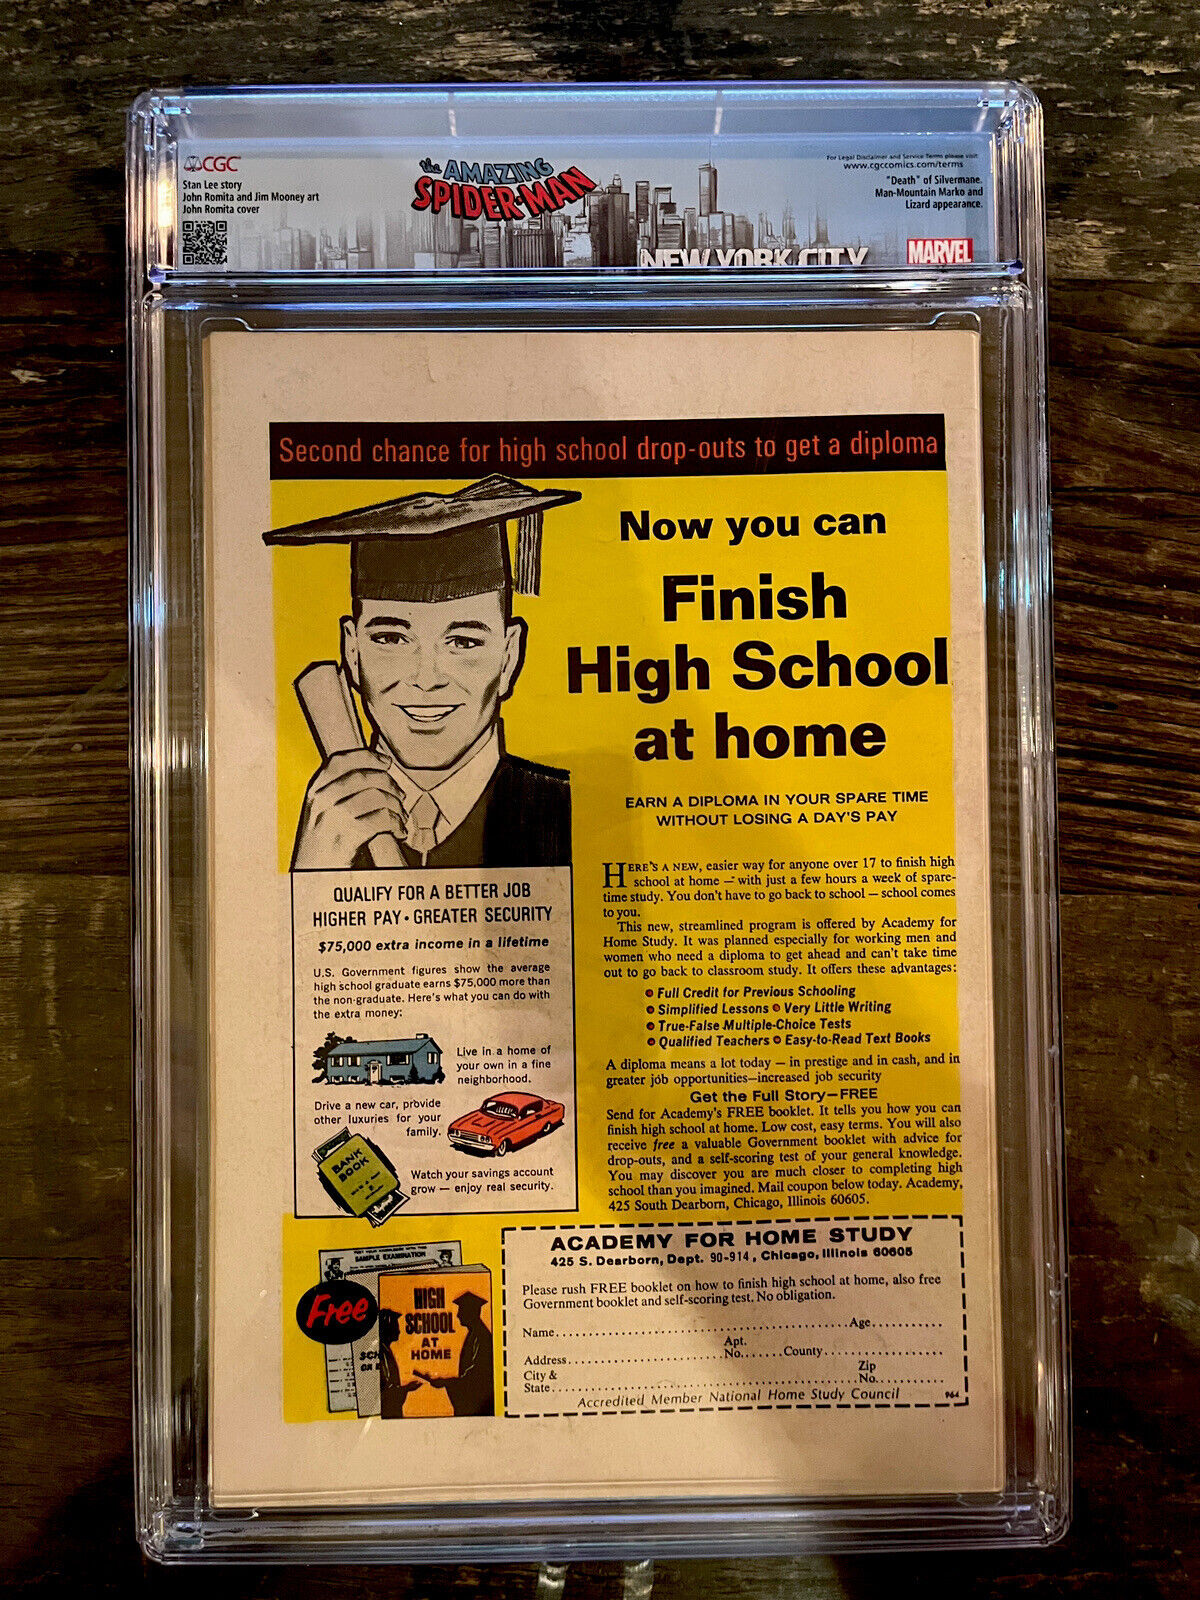 CGC
Stan Lee story
John Romita and Jim Mooney art
John Romita cover
the AMAZING
SPIDER-MAN
For Legal Disclaimer and Service Terms please visit
www.cgccomics.com/terms
"Death" of Silvermane.
Man-Mountain Marko and
Lizard appearance.
NEW YORK CITY
MARVEL
Second chance for high school drop-outs to get a diploma
Now you can
Finish
High School
at home
EARN A DIPLOMA IN YOUR SPARE TIME
WITHOUT LOSING A DAY'S PAY
HERE'S A NEW, easier way for anyone over 17 to finish high
school at home — with just a few hours a week of spare-
time study. You don't have to go back to school — school comes
to you.
This new, streamlined program is offered by Academy for
Home Study. It was planned especially for working men and
women who need a diploma to get ahead and can't take time
out to go back to classroom study. It offers these advantages:
• Full Credit for Previous Schooling
• Simplified Lessons • Very Little Writing
• True-False Multiple-Choice Tests
• Qualified Teachers • Easy-to-Read Text Books
A diploma means a lot today — in prestige and in cash, and in
greater job opportunities—increased job security
Get the Full Story—FREE
Send for Academy's FREE booklet. It tells you how you can
finish high school at home. Low cost, easy terms. You will also
receive free a valuable Government booklet with advice for
drop-outs, and a self-scoring test of your general knowledge.
You may discover you are much closer to completing high
school than you imagined. Mail coupon below today. Academy,
425 South Dearborn, Chicago, Illinois 60605.
QUALIFY FOR A BETTER JOB
HIGHER PAY • GREATER SECURITY
$75,000 extra income in a lifetime
U.S. Government figures show the average
high school graduate earns $75,000 more than
the non-graduate. Here's what you can do with
the extra money:
Live in a home of
your own in a fine
neighborhood.
Drive a new car, provide
other luxuries for your
family.
BANK
BOOK
Watch your savings account
grow — enjoy real security.
TEST YOUR KNOWLEDGE WITH THIS
SAMPLE EXAMINATION
Free
HIGH
SCHOOL
AT
HOME
ACADEMY FOR HOME STUDY
425 S. Dearborn, Dept. 90-914, Chicago, Illinois 60605
Please rush FREE booklet on how to finish high school at home, also free
Government booklet and self-scoring test. No obligation.
Name.......................................Age..........
Apt.
Address.........................No.......County.................
City & Zip
State.................................................No..........
Accredited Member National Home Study Council 964